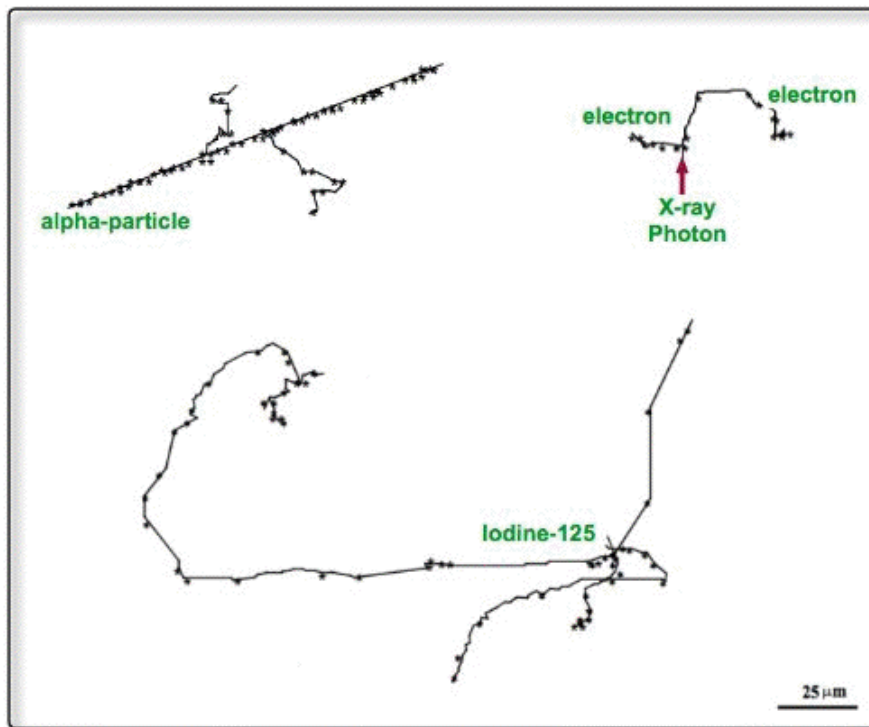 electron
electron
alpha-particle
X-ray
Photon
Iodine-125
25 μm